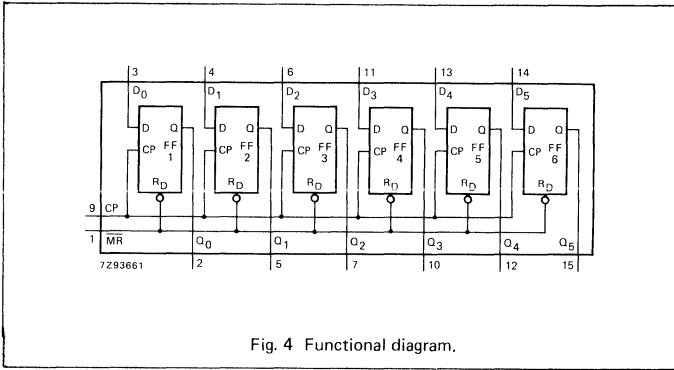 3 4 6 11 13 14
D0 D1 D2 D3 D4 D5
D Q D Q D Q D Q D Q D Q
CP FF CP FF CP FF CP FF CP FF CP FF
1 2 3 4 5 6
RD RD RD RD RD RD
9 CP
1 MR Q0 Q1 Q2 Q3 Q4 Q5
7Z93661 2 5 7 10 12 15
Fig. 4 Functional diagram.